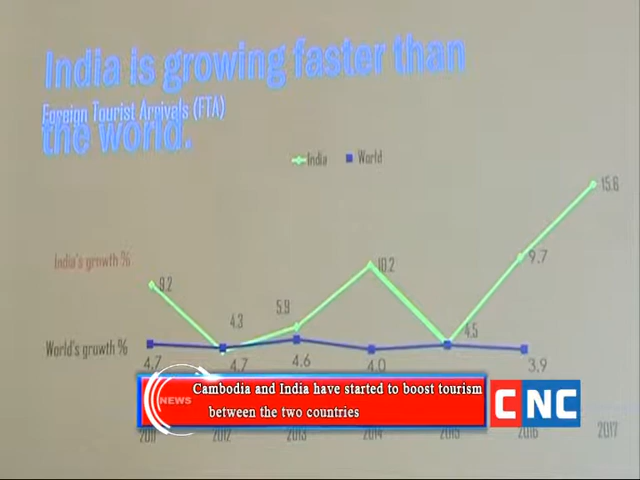 India is growing faster than
Foreign Tourist Arrivals (FTA)
the world.
India World
15.6
India's growth %
9.2
10.2
9.7
4.3
5.9
4.5
World's growth %
4.7
4.7
4.6
4.0
3.9
Cambodia and India have started to boost tourism
NEWS
between the two countries
CNC
2011 2012 2013 2014 2015 2016 2017